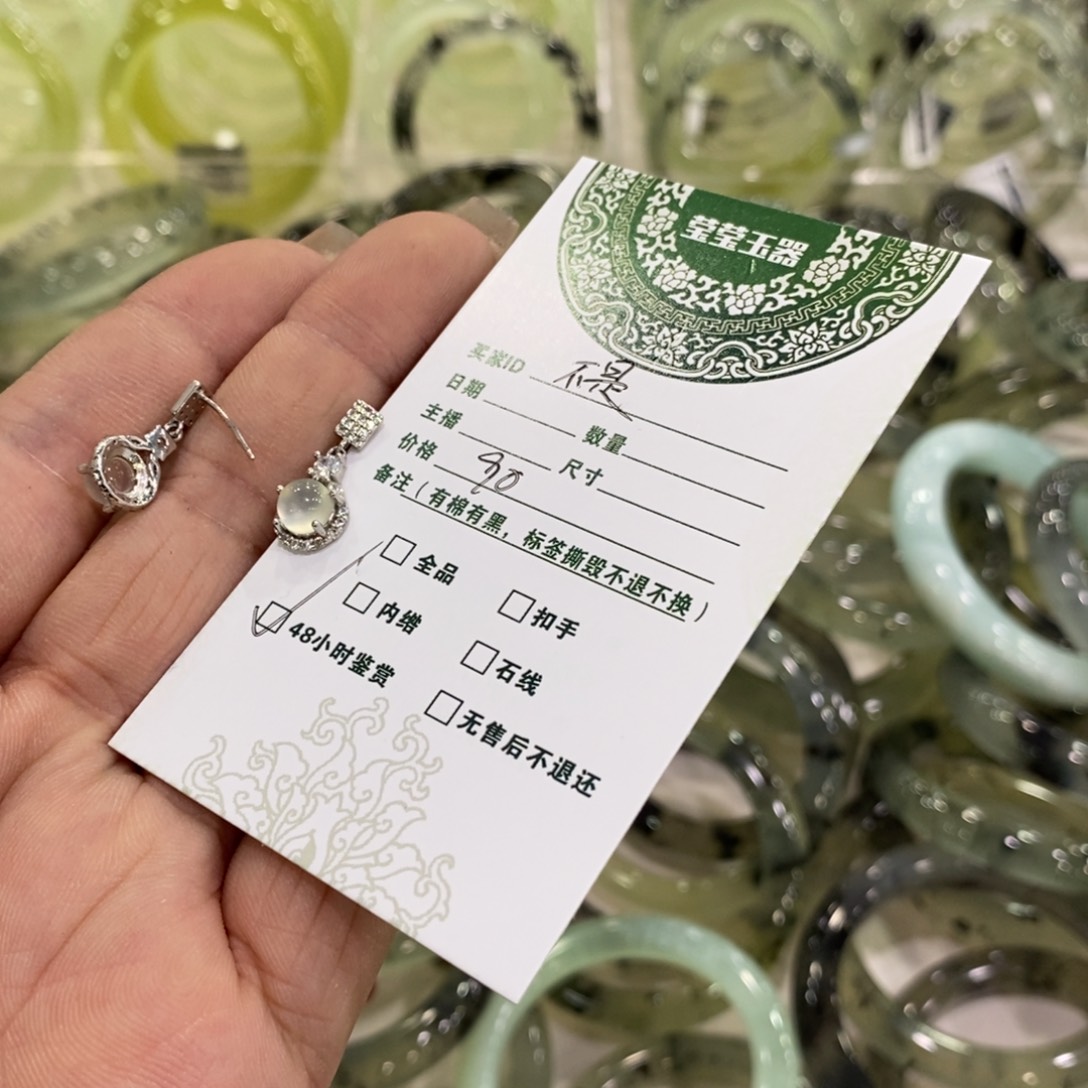 莹莹玉器
买家ID
日期 数量
主播 尺寸
价格 90
备注(有棉有黑,标签撕毁不退不换)
□全品 □扣手
□内绺 □石线
☑48小时鉴赏 □无售后不退还